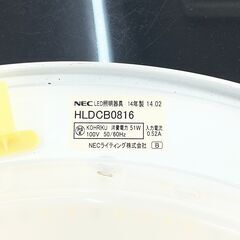 NEC LED照明器具 14年製 14.02
HLDCB0816
KOHRIKU 消費電力 51W 入力電流
100V 50/60Hz 0.52A
NECライティング株式会社 B